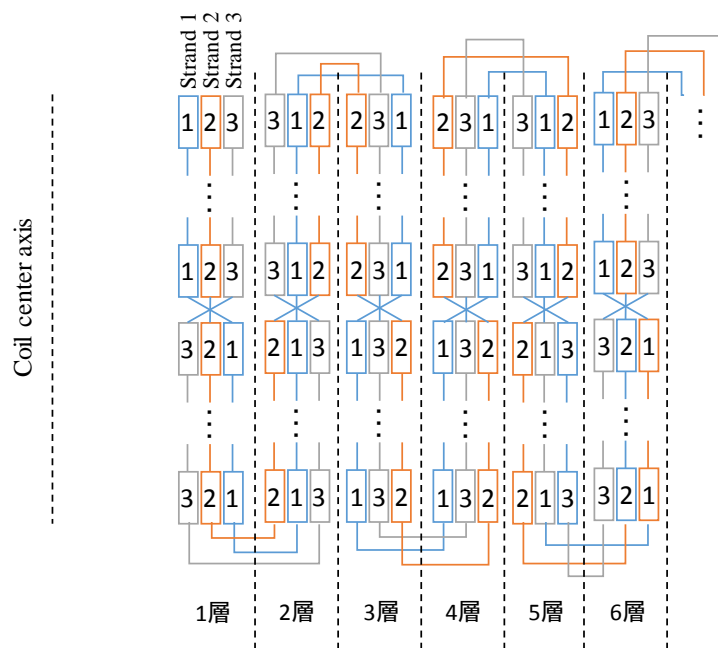 Strand 1
Strand 2
Strand 3
Coil center axis
1 2 3 3 1 2 2 3 1 2 3 1 3 1 2 1 2 3 ⋮
⋮ ⋮ ⋮ ⋮ ⋮ ⋮
1 2 3 3 1 2 2 3 1 2 3 1 3 1 2 1 2 3
3 2 1 2 1 3 1 3 2 1 3 2 2 1 3 3 2 1
⋮ ⋮ ⋮ ⋮ ⋮ ⋮
3 2 1 2 1 3 1 3 2 1 3 2 2 1 3 3 2 1
1層 2層 3層 4層 5層 6層